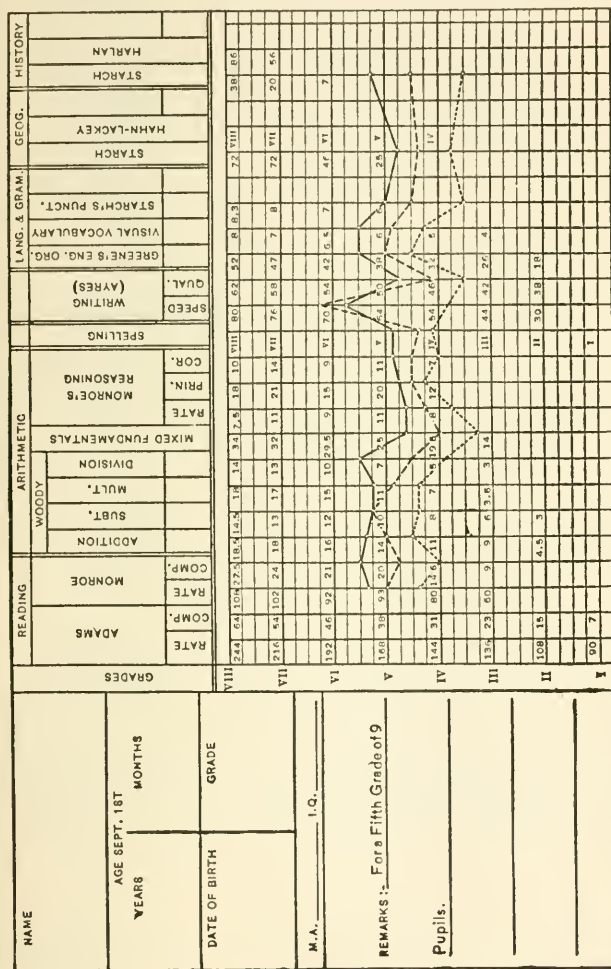 NAME
AGE SEPT. 1ST
YEARS MONTHS
DATE OF BIRTH GRADE
M.A. I.Q.
REMARKS:- For a Fifth Grade of 9
Pupils.
READING ARITHMETIC LANG. & GRAM. GEOG. HISTORY
GRADES
ADAMS MONROE WOODY MIXED FUNDAMENTALS MONROE'S REASONING SPELLING WRITING (AYRES) GREENE'S ENG. ORG. VISUAL VOCABULARY STARCH'S PUNCT. STARCH HAHN-LACKEY STARCH HARLAN
RATE COMP. RATE COMP. ADDITION SUBT. MULT. DIVISION RATE PRIN. COR. SPEED QUAL.
VIII 244 64 108 27.5 18.5 14.5 18 14 34 7.5 18 10 VIII 80 62 52 8 8.3 72 VIII 38 86
VII 216 54 102 24 18 13 17 13 32 11 21 14 VII 76 58 47 7 8 72 VII 20 56
VI 192 46 92 21 16 12 15 10 29.5 9 15 9 VI 70 54 42 6.5 7 VI 7
V 168 38 93 20 14 10 11 7 25 11 20 11 V 64 50 38 6 6 25 V
IV 144 31 80 14.6 11 8 7 5 19.5 8 12 7 IV 54 46 32 5 IV
III 136 23 60 9 9 6 3.5 3 14 III 44 42 26 4
II 108 15 4.5 3 II 30 38 18
90 7 I